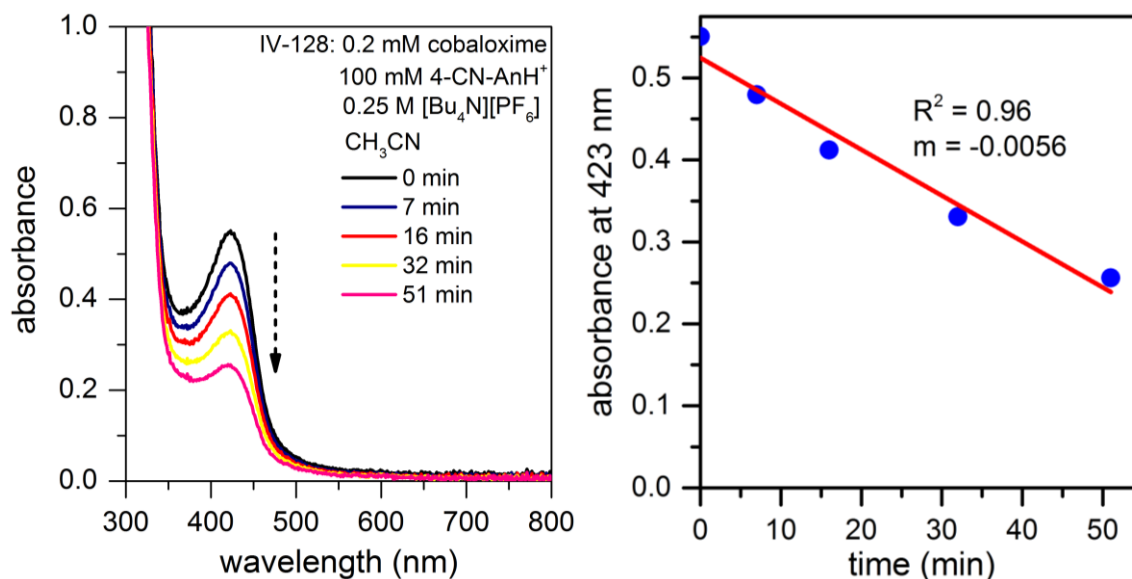 IV-128: 0.2 mM cobaloxime
100 mM 4-CN-AnH⁺
0.25 M [Bu₄N][PF₆]
CH₃CN
0 min
7 min
16 min
32 min
51 min
absorbance
1.0
0.8
0.6
0.4
0.2
0.0
300 400 500 600 700 800
wavelength (nm)
R² = 0.96
m = -0.0056
absorbance at 423 nm
0.5
0.4
0.3
0.2
0.1
0.0
0 10 20 30 40 50
time (min)